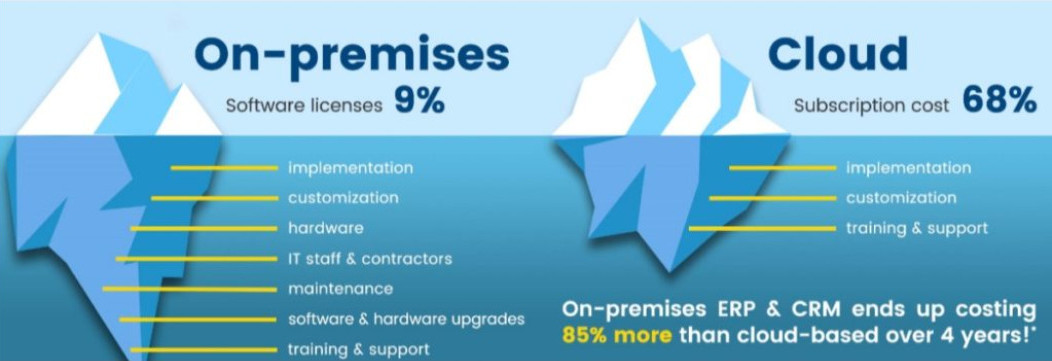 On-premises
Software licenses 9%
implementation
customization
hardware
IT staff & contractors
maintenance
software & hardware upgrades
training & support
Cloud
Subscription cost 68%
implementation
customization
training & support
On-premises ERP & CRM ends up costing
85% more than cloud-based over 4 years!*